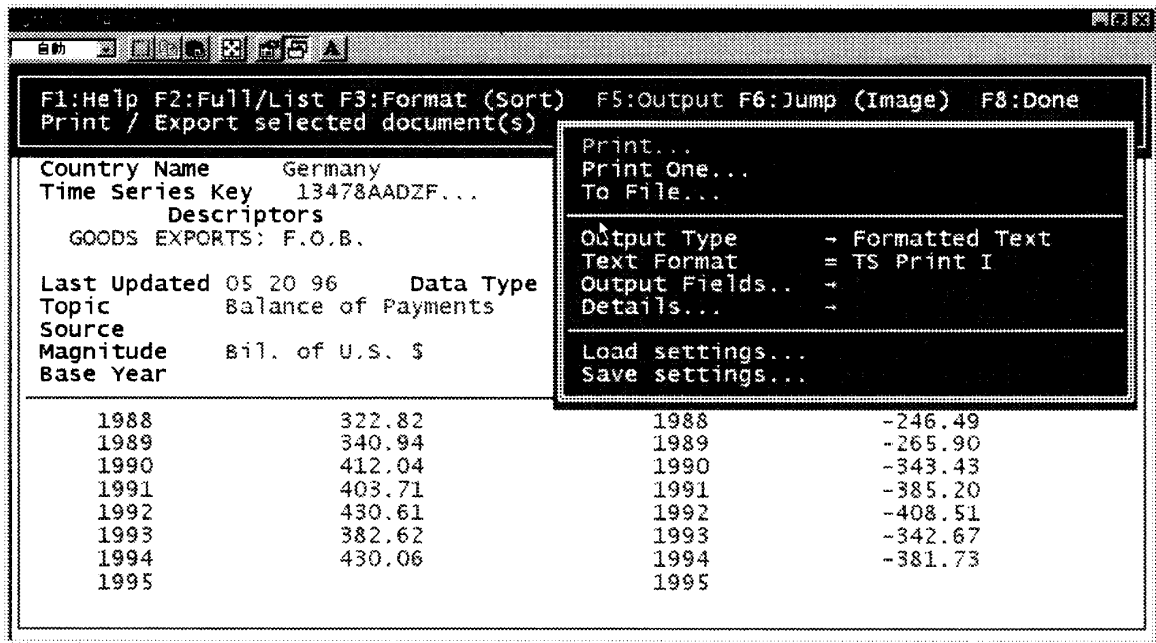 自動
A
F1:Help F2:Full/List F3:Format (Sort) F5:Output F6:Jump (Image) F8:Done
Print / Export selected document(s)
Print...
Print One...
To File...
Output Type → Formatted Text
Text Format = TS Print I
Output Fields.. →
Details... →
Load settings...
Save settings...
Country Name Germany
Time Series Key 13478AADZF...
Descriptors
GOODS EXPORTS: F.O.B.
Last Updated 05 20 96 Data Type
Topic Balance of Payments
Source
Magnitude Bil. of U.S. $
Base Year
1988 322.82 1988 -246.49
1989 340.94 1989 -265.90
1990 412.04 1990 -343.43
1991 403.71 1991 -385.20
1992 430.61 1992 -408.51
1993 382.62 1993 -342.67
1994 430.06 1994 -381.73
1995 1995